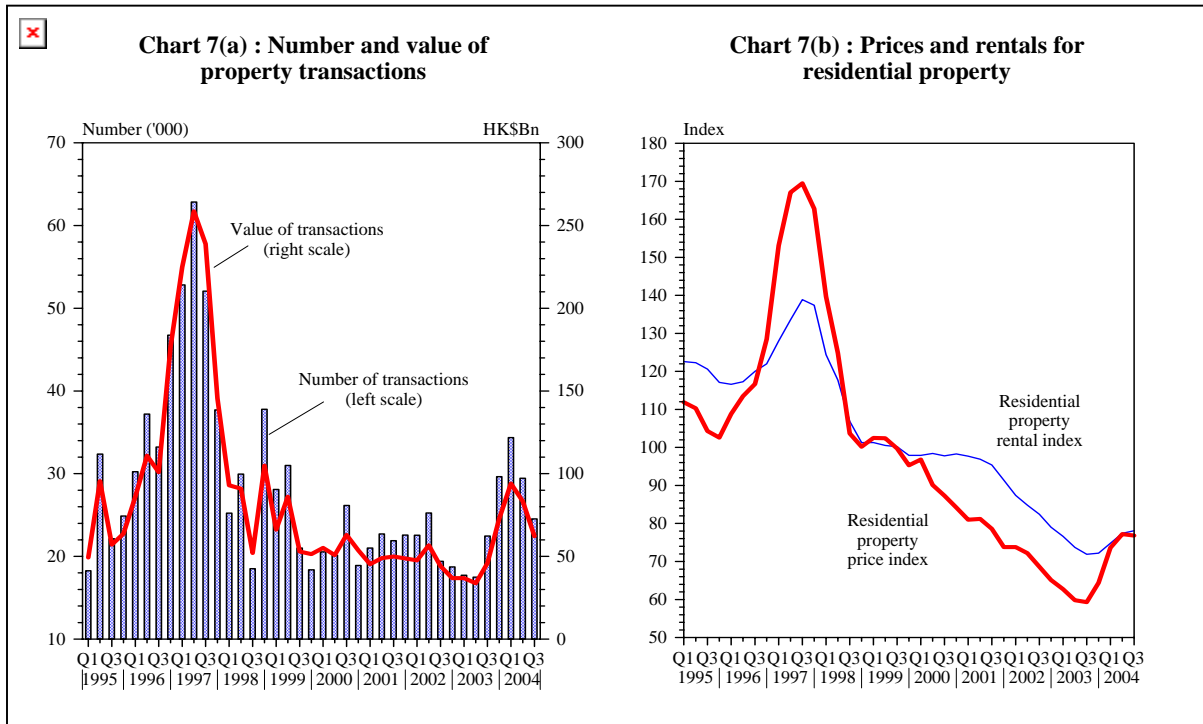 Chart 7(a) : Number and value of
property transactions
Number ('000)
HK$Bn
70
60
50
40
30
20
10
300
250
200
150
100
50
0
Value of transactions
(right scale)
Number of transactions
(left scale)
Q1 Q3 Q1 Q3 Q1 Q3 Q1 Q3 Q1 Q3 Q1 Q3 Q1 Q3 Q1 Q3 Q1 Q3 Q1 Q3
1995 1996 1997 1998 1999 2000 2001 2002 2003 2004
Chart 7(b) : Prices and rentals for
residential property
Index
180
170
160
150
140
130
120
110
100
90
80
70
60
50
Residential
property
rental index
Residential
property
price index
Q1 Q3 Q1 Q3 Q1 Q3 Q1 Q3 Q1 Q3 Q1 Q3 Q1 Q3 Q1 Q3 Q1 Q3 Q1 Q3
1995 1996 1997 1998 1999 2000 2001 2002 2003 2004